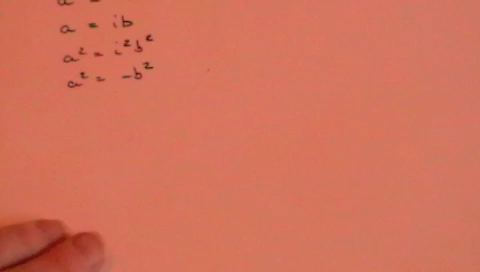 a = ib
a² = i²b²
a² = -b²